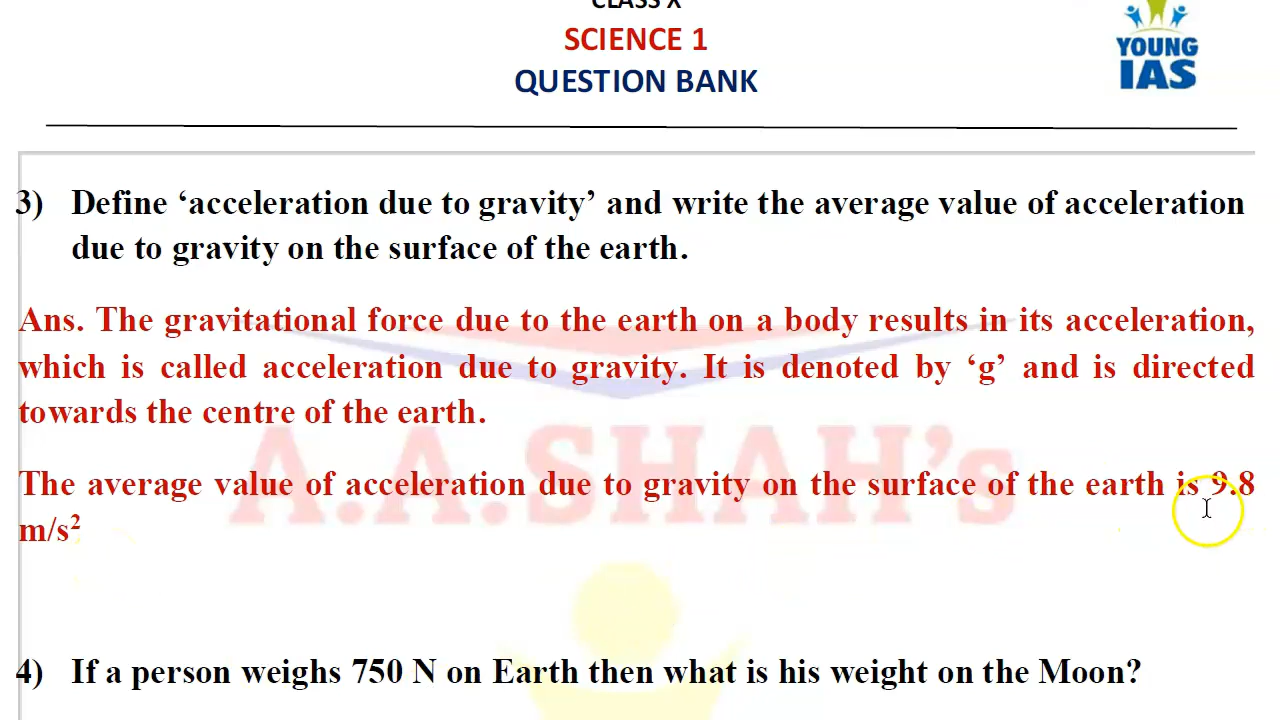 CLASS X
SCIENCE 1
QUESTION BANK
YOUNG
IAS
3) Define ‘acceleration due to gravity’ and write the average value of acceleration
due to gravity on the surface of the earth.
Ans. The gravitational force due to the earth on a body results in its acceleration,
which is called acceleration due to gravity. It is denoted by ‘g’ and is directed
towards the centre of the earth.
A.A.SHAH’s
The average value of acceleration due to gravity on the surface of the earth is 9.8
m/s²
4) If a person weighs 750 N on Earth then what is his weight on the Moon?